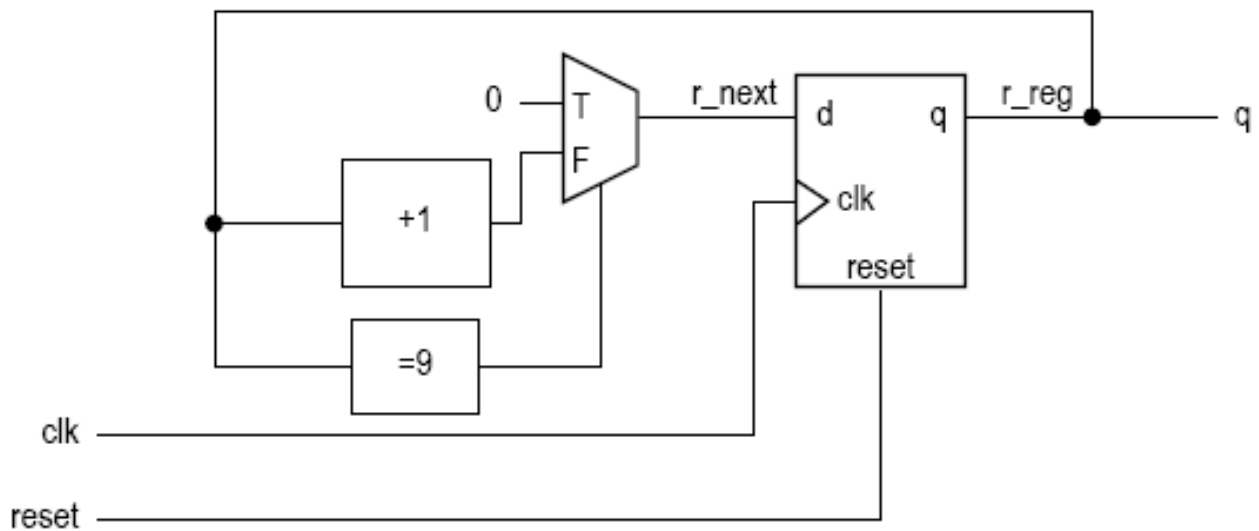 0
T
F
r_next
d
q
r_reg
q
+1
clk
reset
=9
clk
reset